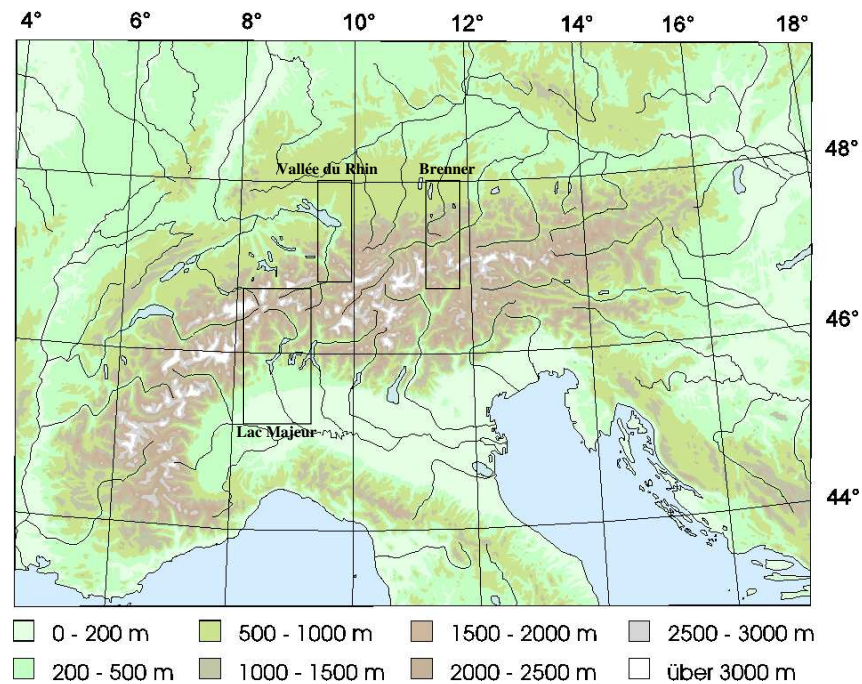 4° 6° 8° 10° 12° 14° 16° 18°
48°
Vallée du Rhin Brenner
46°
Lac Majeur
44°
0 - 200 m 500 - 1000 m 1500 - 2000 m 2500 - 3000 m
200 - 500 m 1000 - 1500 m 2000 - 2500 m über 3000 m